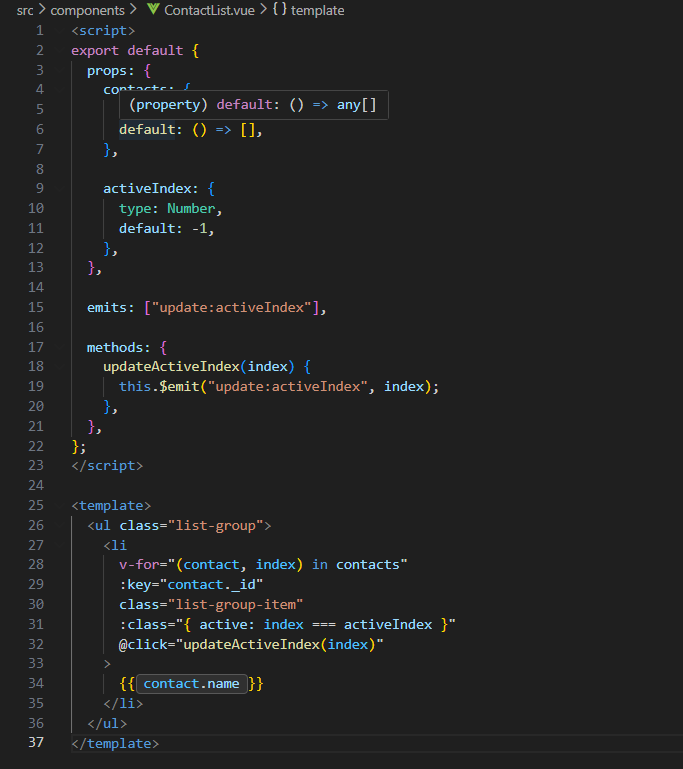 src > components > ContactList.vue > {} template
1 <script>
2 export default {
3 props: {
4 contacts: {
(property) default: () => any[]
5
6 default: () => [],
7 },
8
9 activeIndex: {
10 type: Number,
11 default: -1,
12 },
13 },
14
15 emits: ["update:activeIndex"],
16
17 methods: {
18 updateActiveIndex(index) {
19 this.$emit("update:activeIndex", index);
20 },
21 },
22 };
23 </script>
24
25 <template>
26 <ul class="list-group">
27 <li
28 v-for="(contact, index) in contacts"
29 :key="contact._id"
30 class="list-group-item"
31 :class="{ active: index === activeIndex }"
32 @click="updateActiveIndex(index)"
33 >
34 {{ contact.name }}
35 </li>
36 </ul>
37 </template>